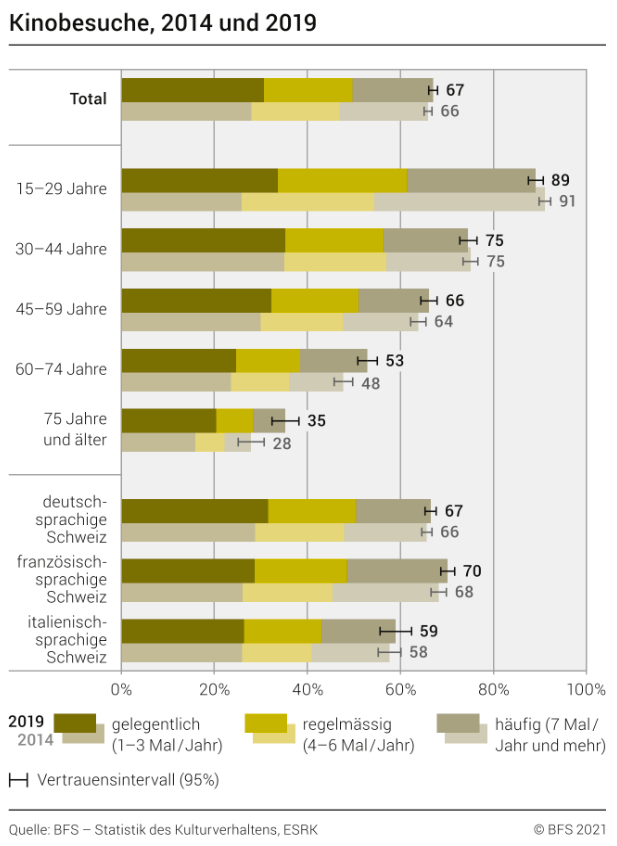 Kinobesuche, 2014 und 2019
Total
67
66
15–29 Jahre
89
91
30–44 Jahre
75
75
45–59 Jahre
66
64
60–74 Jahre
53
48
75 Jahre
und älter
35
28
deutsch-
sprachige
Schweiz
67
66
französisch-
sprachige
Schweiz
70
68
italienisch-
sprachige
Schweiz
59
58
0% 20% 40% 60% 80% 100%
2019 gelegentlich regelmässig häufig (7 Mal/
2014 (1–3 Mal/Jahr) (4–6 Mal/Jahr) Jahr und mehr)
Vertrauensintervall (95%)
Quelle: BFS – Statistik des Kulturverhaltens, ESRK © BFS 2021